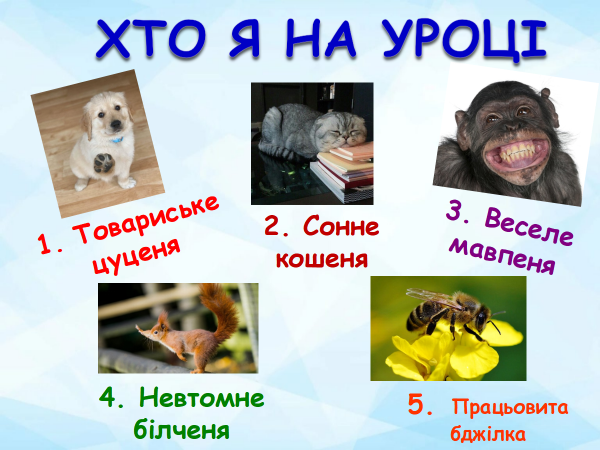 ХТО Я НА УРОЦІ
1. Товариське
цуценя
2. Сонне
кошеня
3. Веселе
мавпеня
4. Невтомне
білченя
5. Працьовита
бджілка